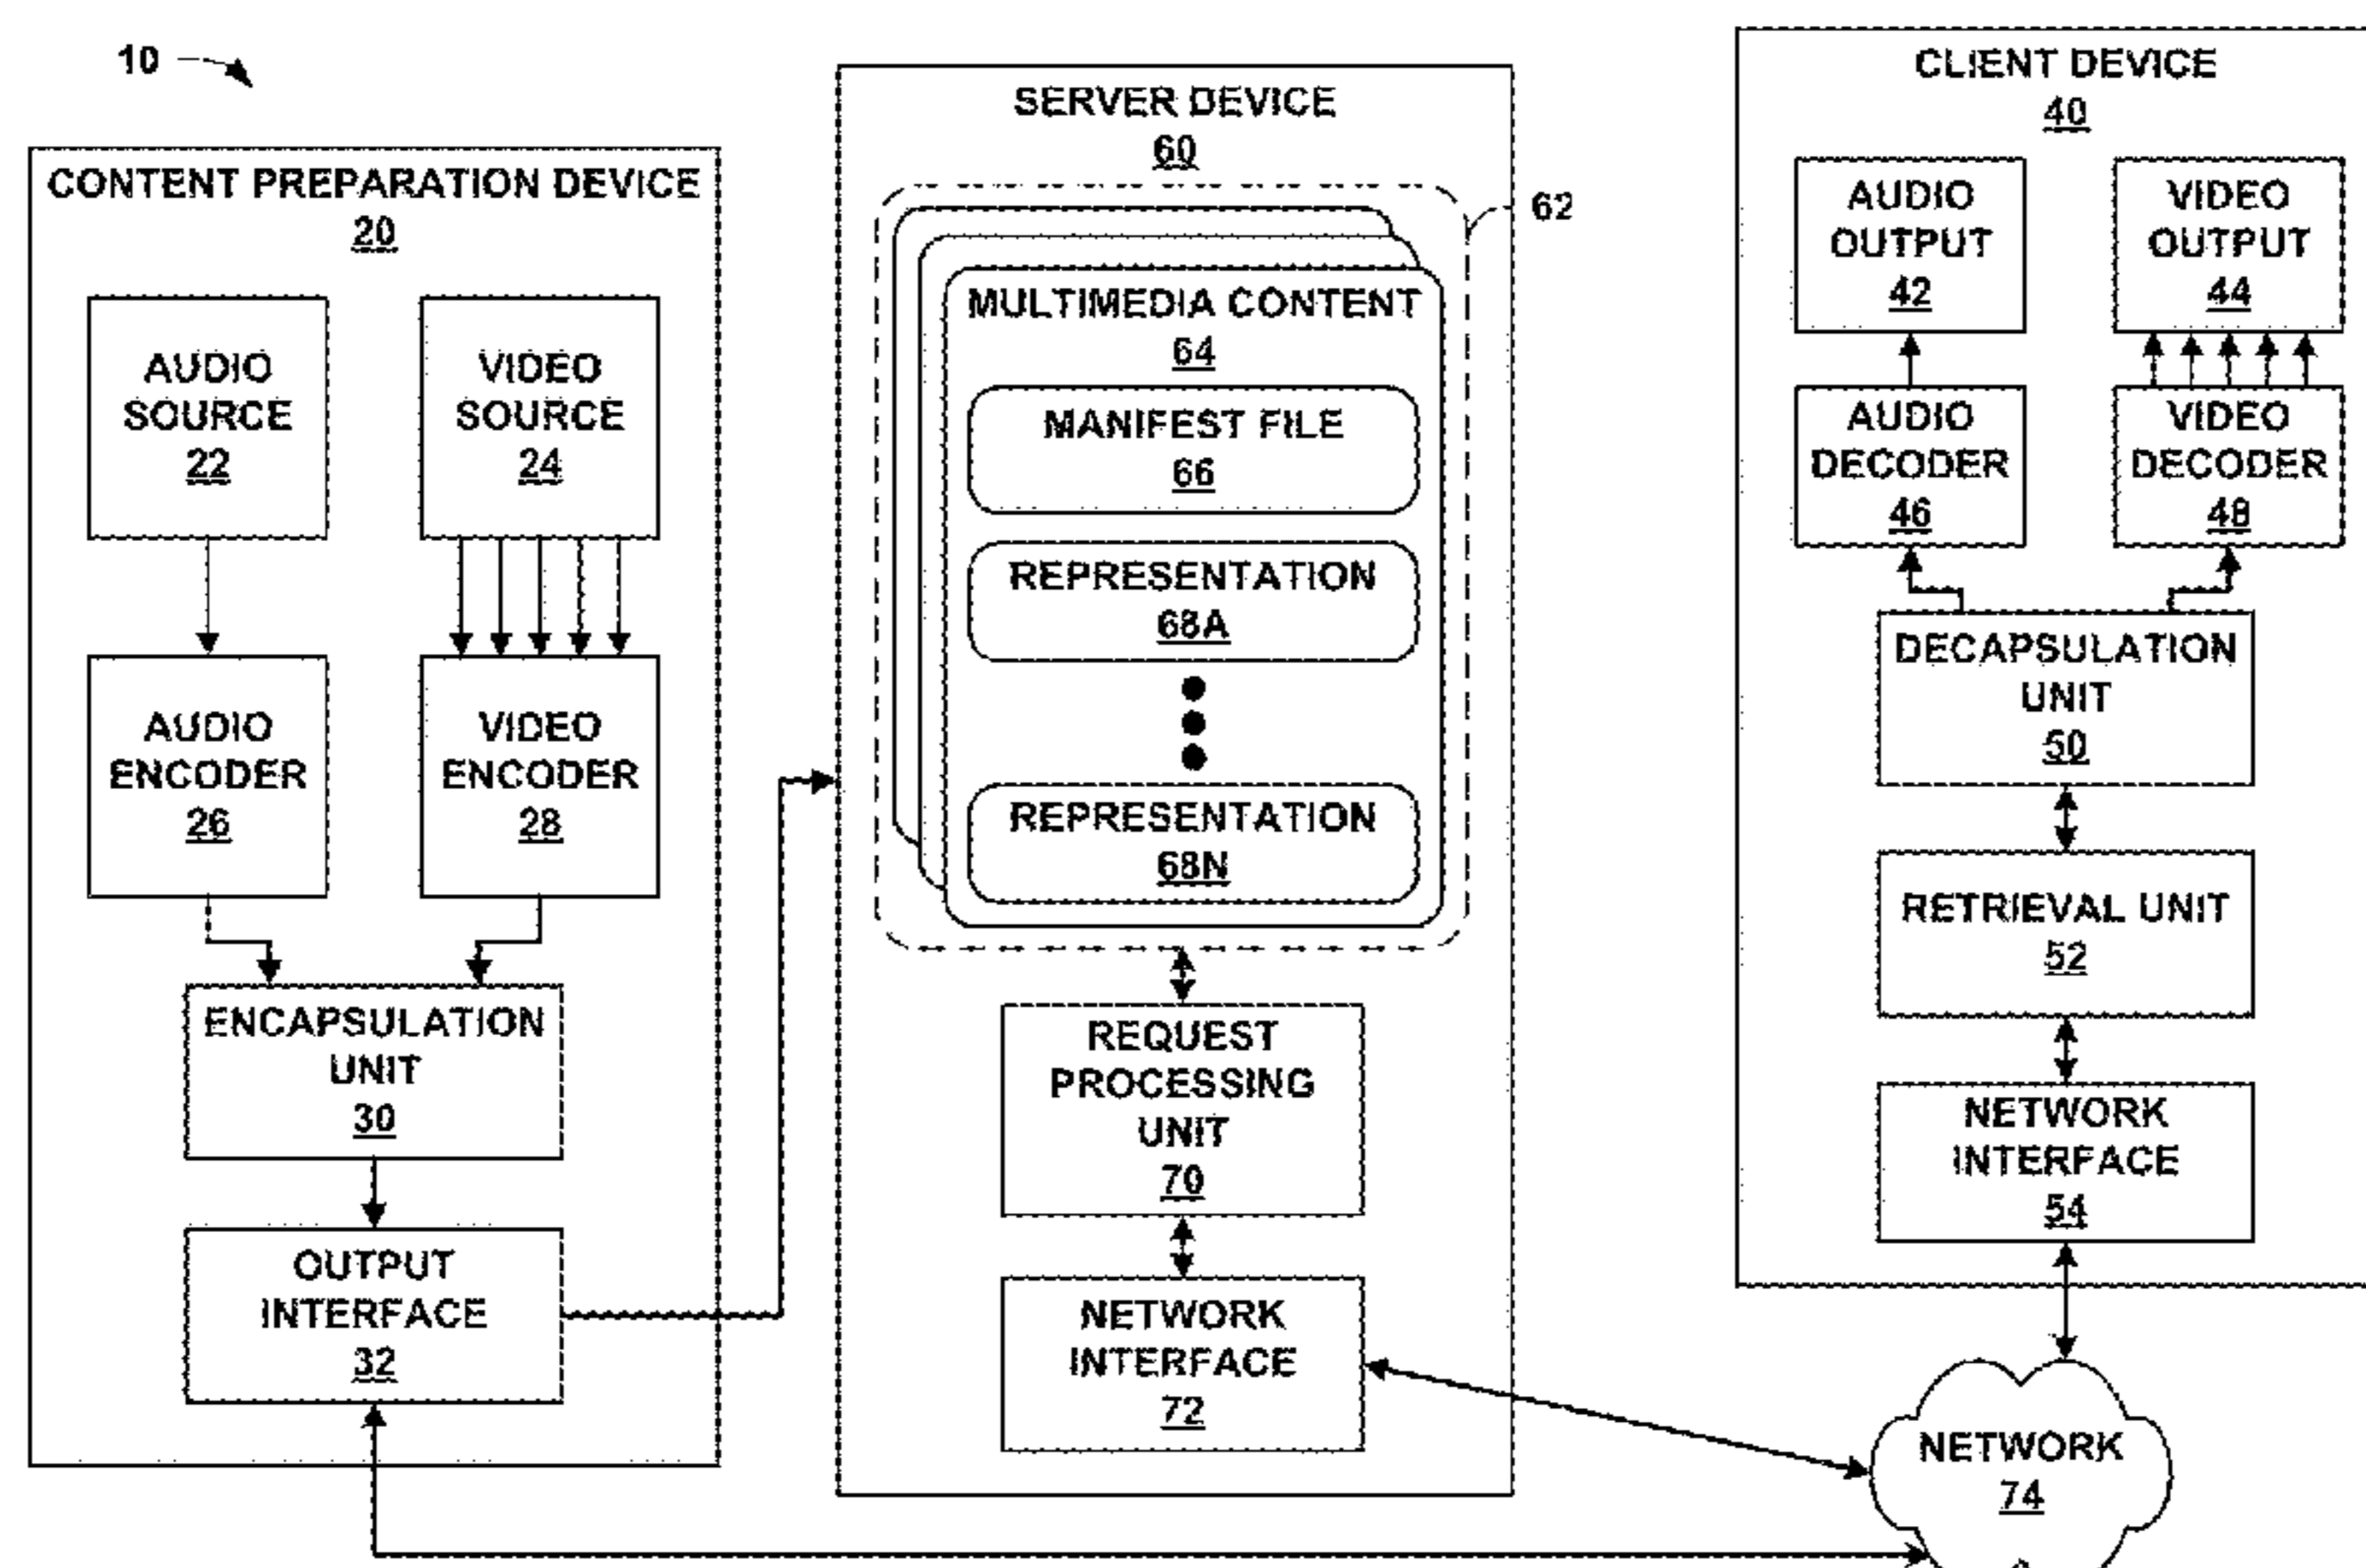 10
CONTENT PREPARATION DEVICE
20
AUDIO
SOURCE
22
VIDEO
SOURCE
24
AUDIO
ENCODER
26
VIDEO
ENCODER
28
ENCAPSULATION
UNIT
30
OUTPUT
INTERFACE
32
SERVER DEVICE
60
62
MULTIMEDIA CONTENT
64
MANIFEST FILE
66
REPRESENTATION
68A
REPRESENTATION
68N
REQUEST
PROCESSING
UNIT
70
NETWORK
INTERFACE
72
CLIENT DEVICE
40
AUDIO
OUTPUT
42
VIDEO
OUTPUT
44
AUDIO
DECODER
46
VIDEO
DECODER
48
DECAPSULATION
UNIT
50
RETRIEVAL UNIT
52
NETWORK
INTERFACE
54
NETWORK
74